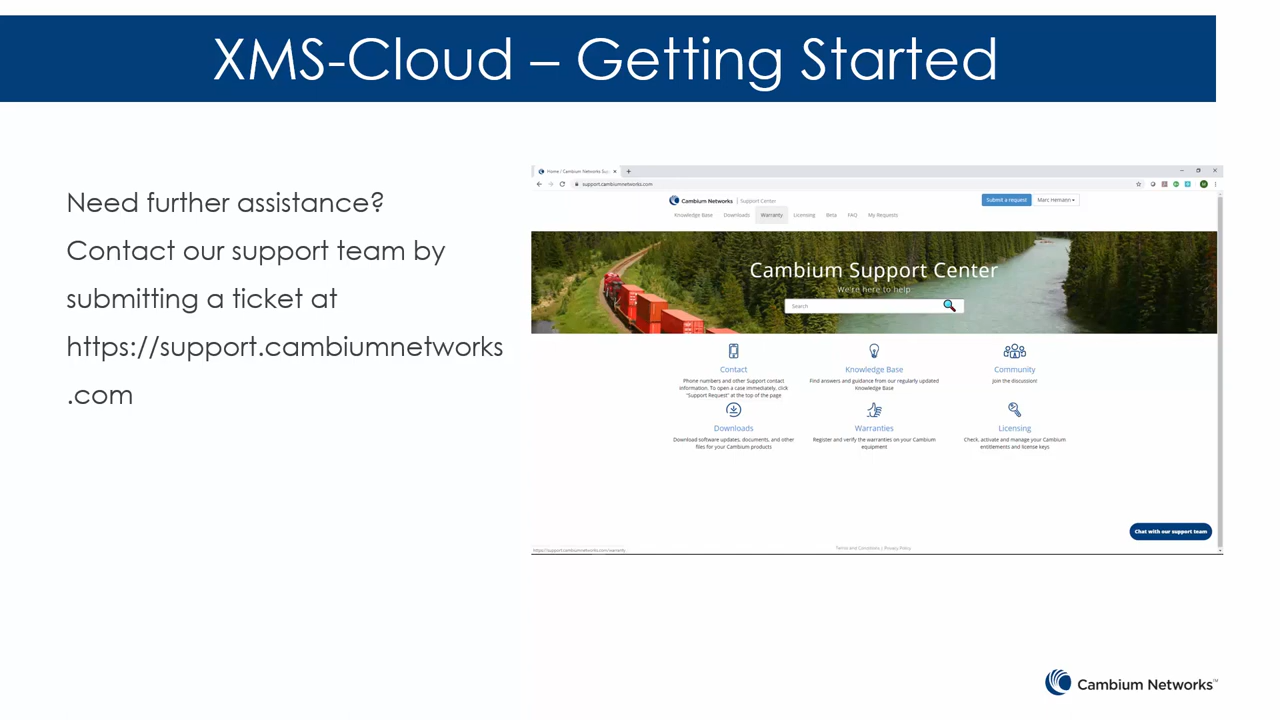 XMS-Cloud – Getting Started
Need further assistance?
Contact our support team by
submitting a ticket at
https://support.cambiumnetworks
.com
Home / Cambium Networks Sup
support.cambiumnetworks.com
Cambium Networks | Support Center
Submit a request
Marc Hemann
Knowledge Base Downloads Warranty Licensing Beta FAQ My Requests
Cambium Support Center
We're here to help
Search
Contact
Phone numbers and other Support contact
information. To open a case immediately, click
"Support Request" at the top of the page
Knowledge Base
Find answers and guidance from our regularly updated
Knowledge Base
Community
Join the discussion!
Downloads
Download software updates, documents, and other
files for your Cambium products
Warranties
Register and verify the warranties on your Cambium
equipment
Licensing
Check, activate and manage your Cambium
entitlements and license keys
Chat with our support team
https://support.cambiumnetworks.com/warranty
Terms and Conditions | Privacy Policy
Cambium Networks™